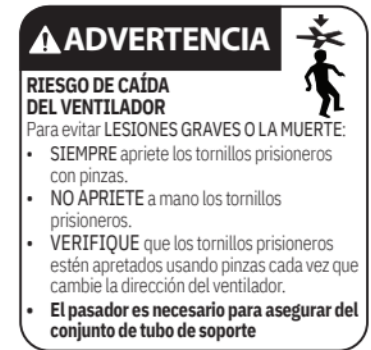 ADVERTENCIA
RIESGO DE CAÍDA
DEL VENTILADOR
Para evitar LESIONES GRAVES O LA MUERTE:
• SIEMPRE apriete los tornillos prisioneros
con pinzas.
• NO APRIETE a mano los tornillos
prisioneros.
• VERIFIQUE que los tornillos prisioneros
estén apretados usando pinzas cada vez que
cambie la dirección del ventilador.
• El pasador es necesario para asegurar del
conjunto de tubo de soporte